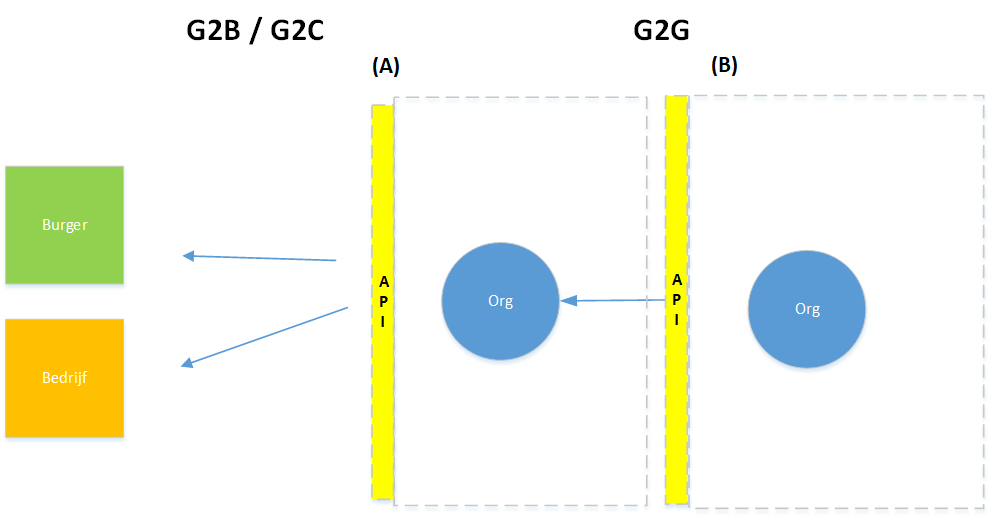 G2B / G2C
G2G
(A)
(B)
Burger
Bedrijf
A
P
I
Org
A
P
I
Org